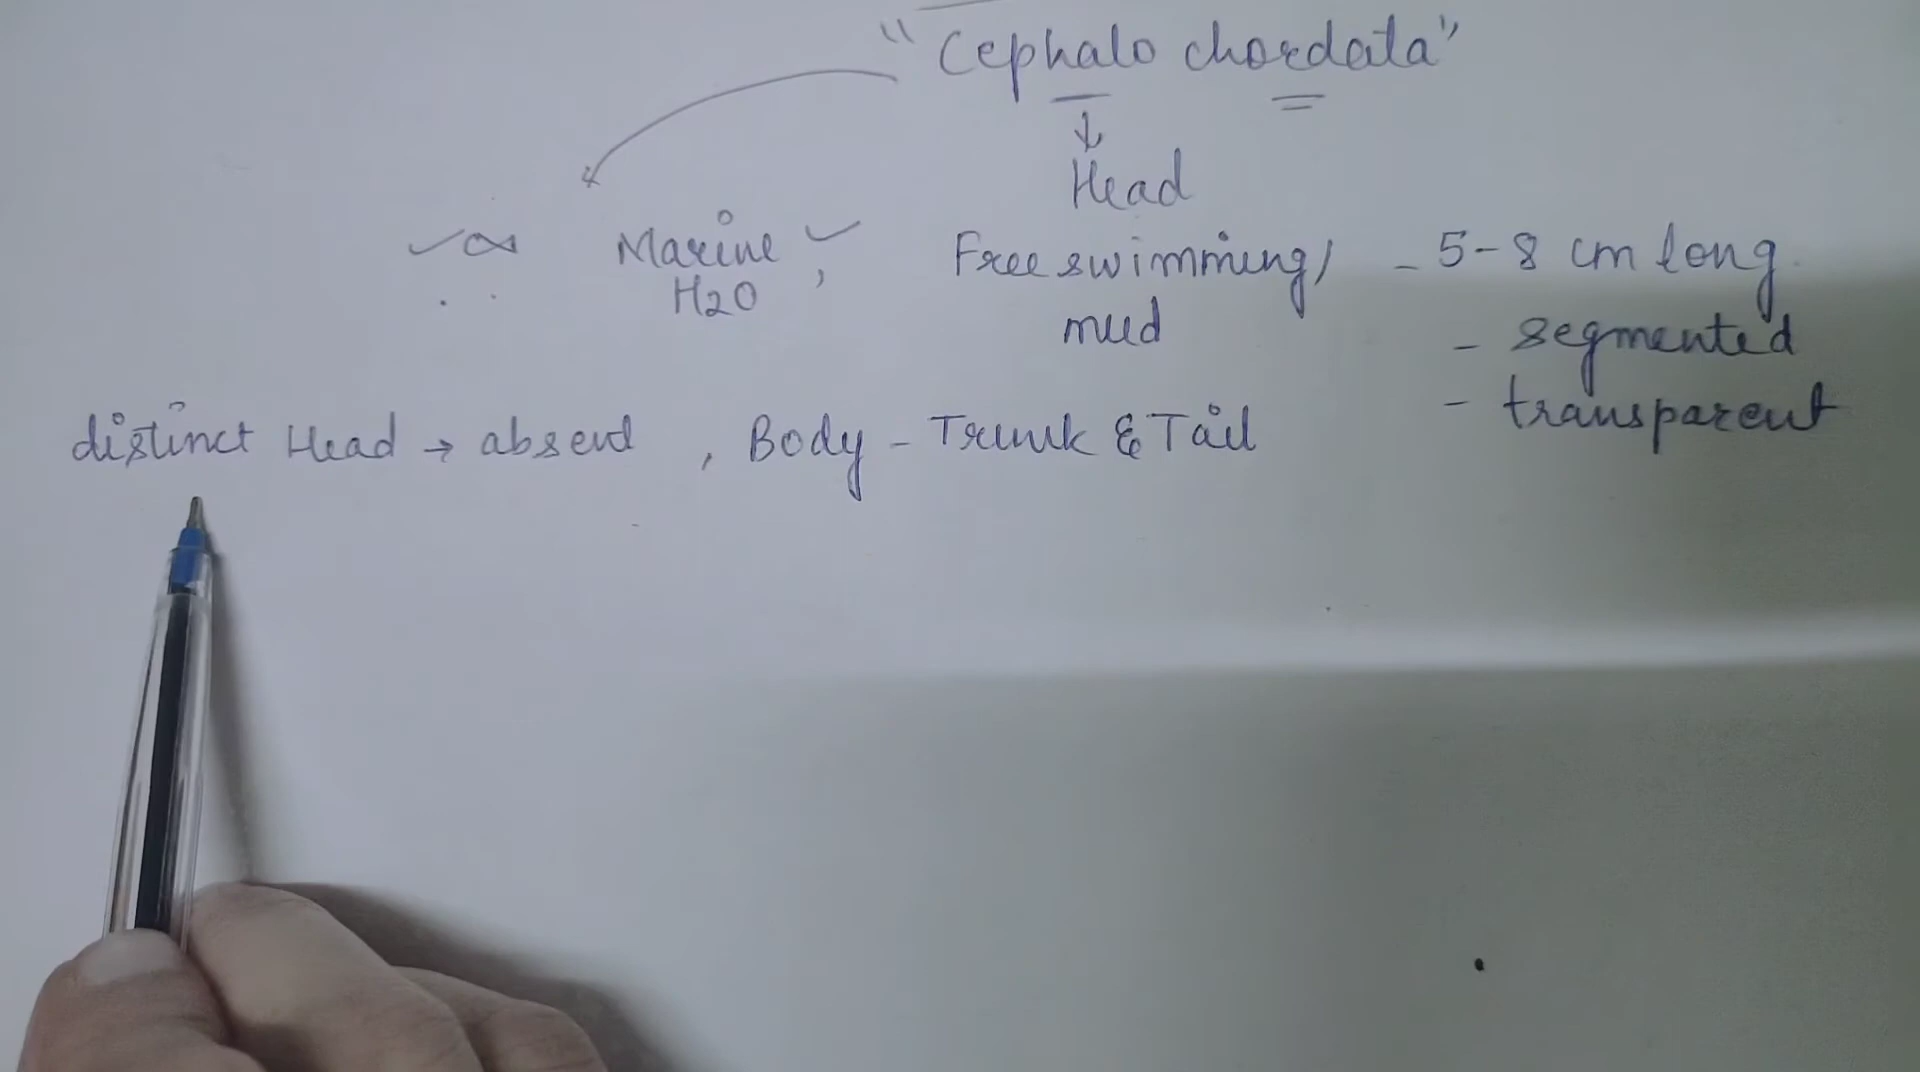 "Cephalo chordata"
↓
Head
Marine, Free swimming/ - 5-8 cm long
H2O mud - segmented
- transparent
distinct Head → absent, Body - Trunk & Tail